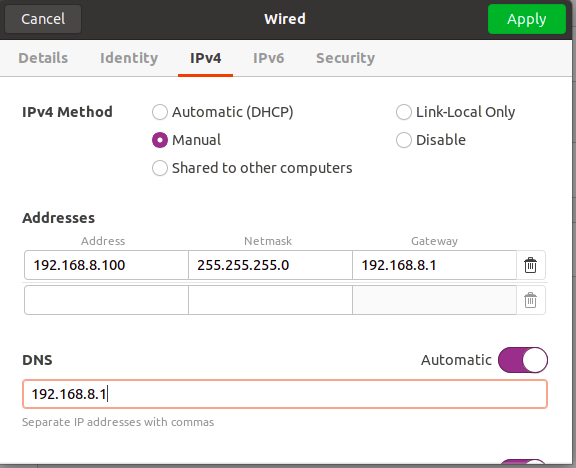 Cancel Wired Apply
Details Identity IPv4 IPv6 Security
IPv4 Method Automatic (DHCP) Link-Local Only
Manual Disable
Shared to other computers
Addresses
Address Netmask Gateway
192.168.8.100 255.255.255.0 192.168.8.1
DNS Automatic
192.168.8.1
Separate IP addresses with commas